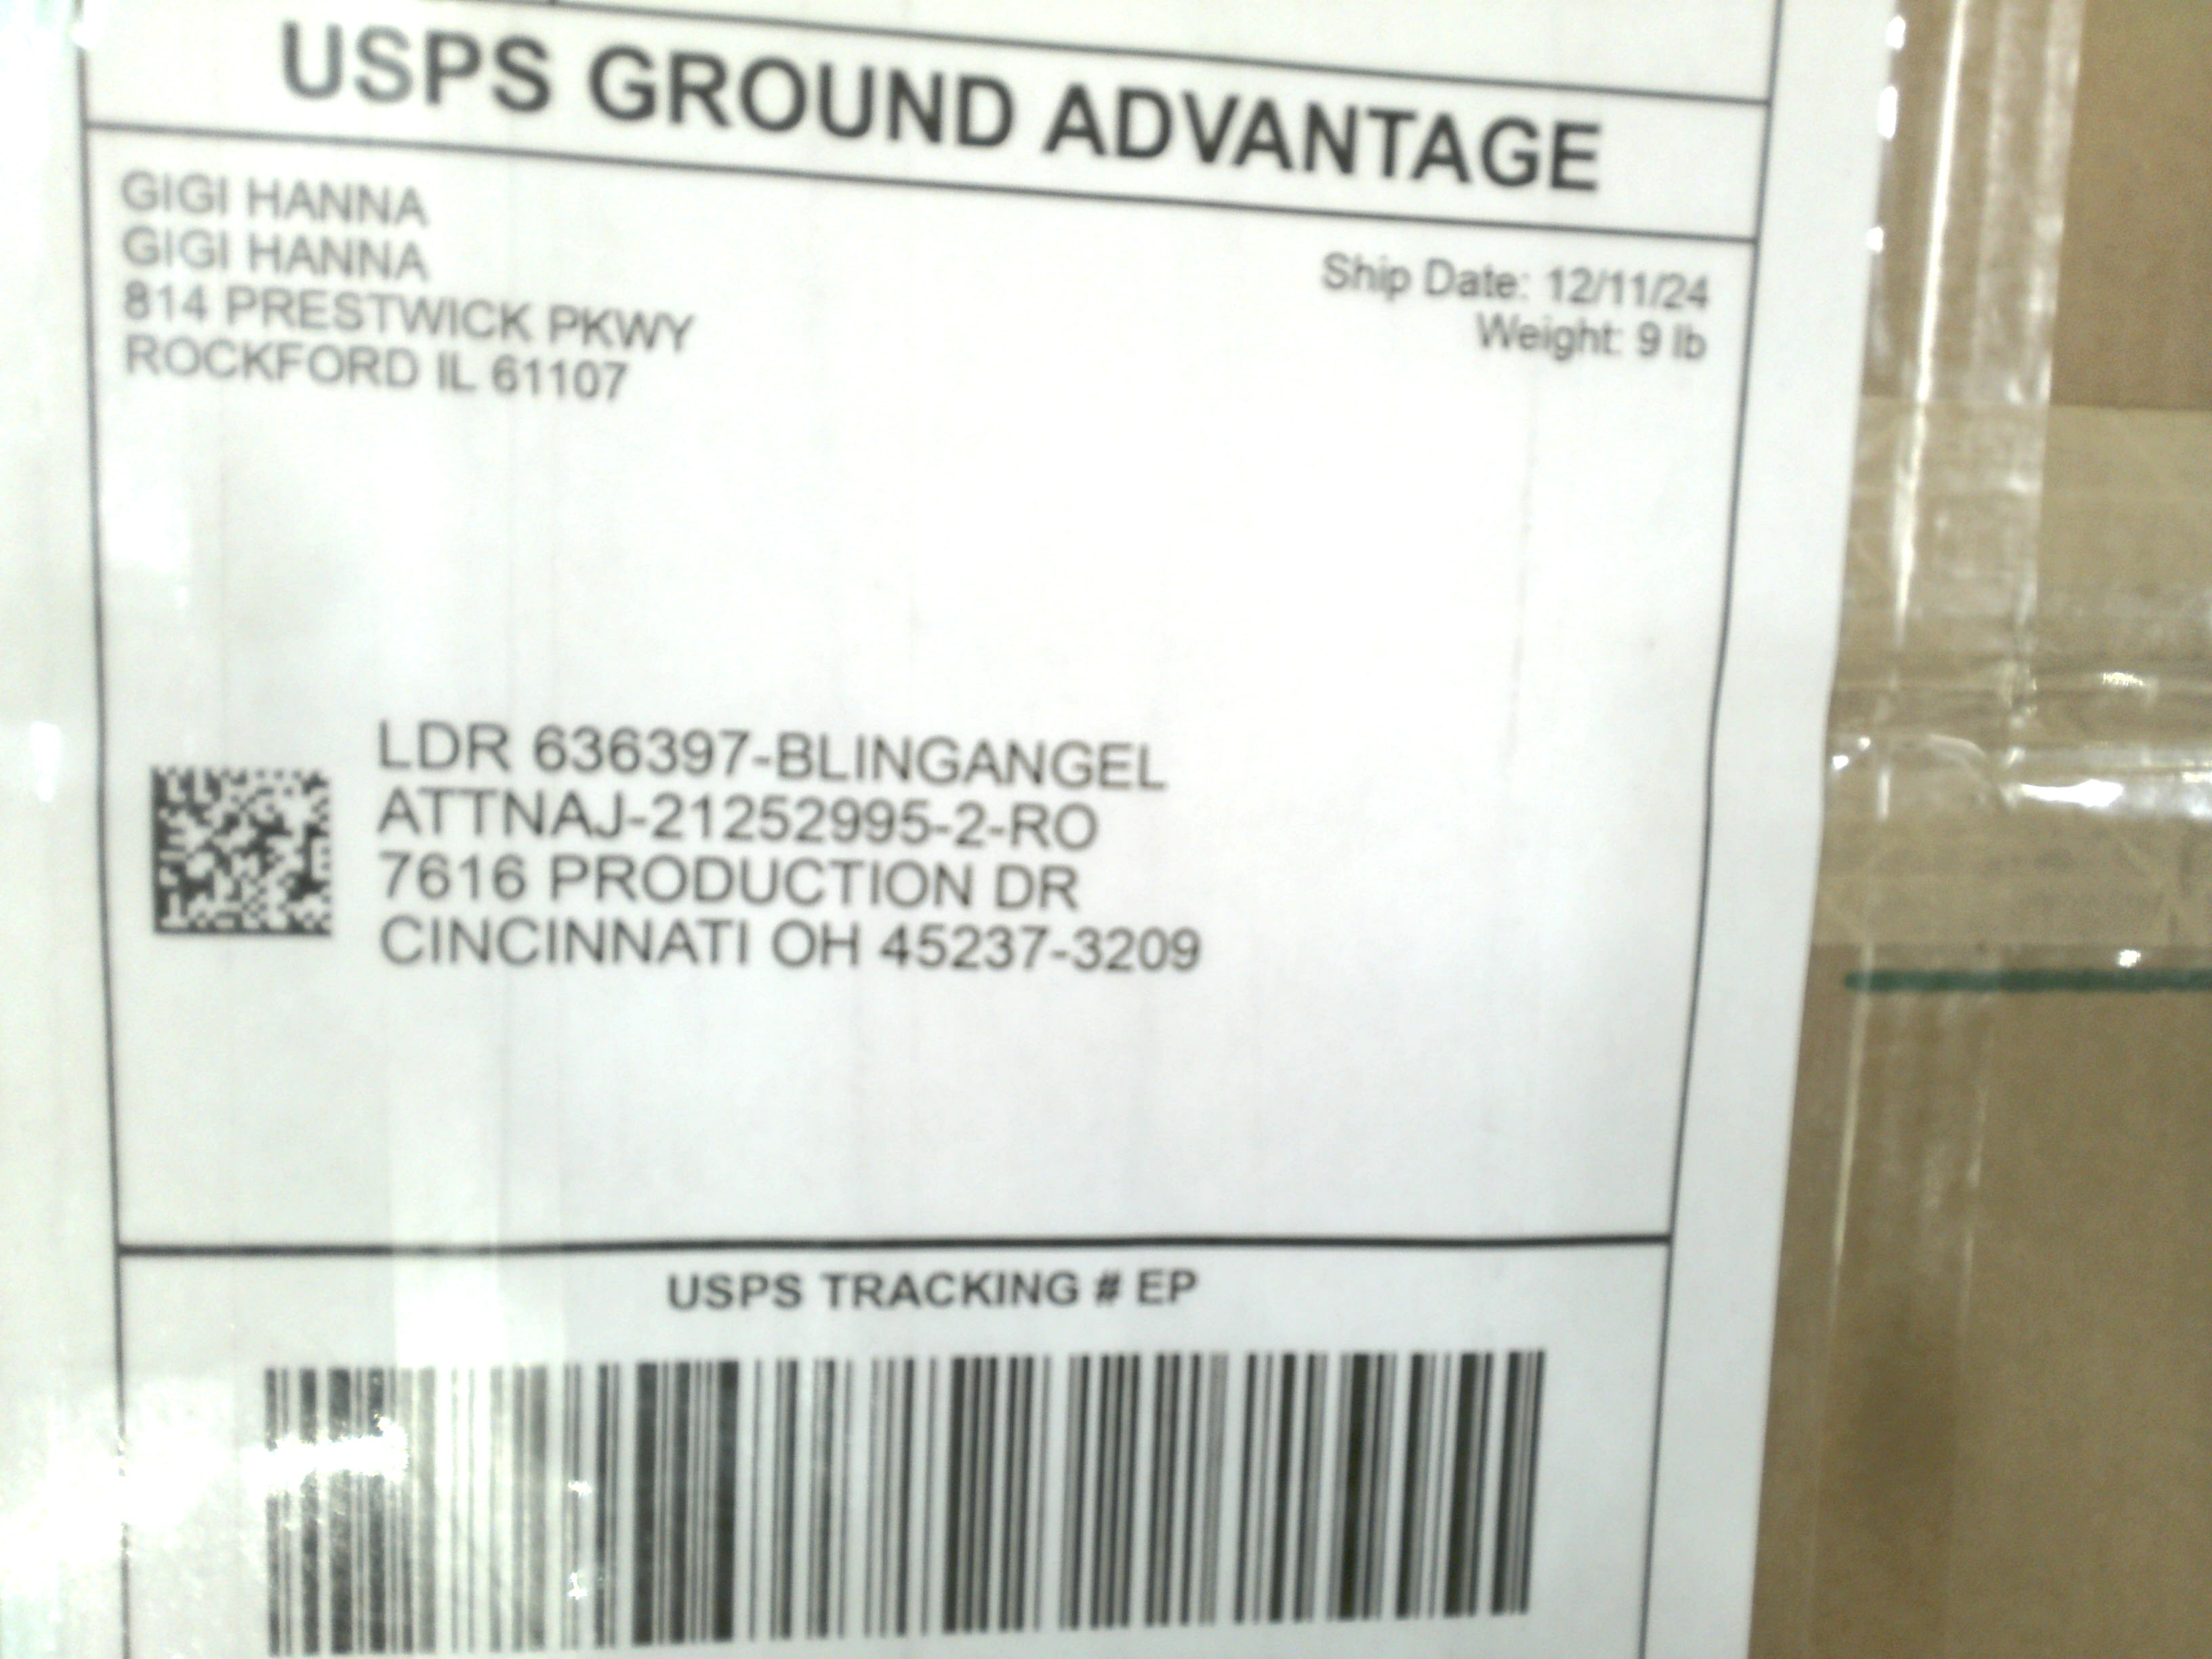 USPS GROUND ADVANTAGE
GIGI HANNA
GIGI HANNA
814 PRESTWICK PKWY
ROCKFORD IL 61107
Ship Date: 12/11/24
Weight: 9 lb
LDR 636397-BLINGANGEL
ATTNAJ-21252995-2-RO
7616 PRODUCTION DR
CINCINNATI OH 45237-3209
USPS TRACKING # EP